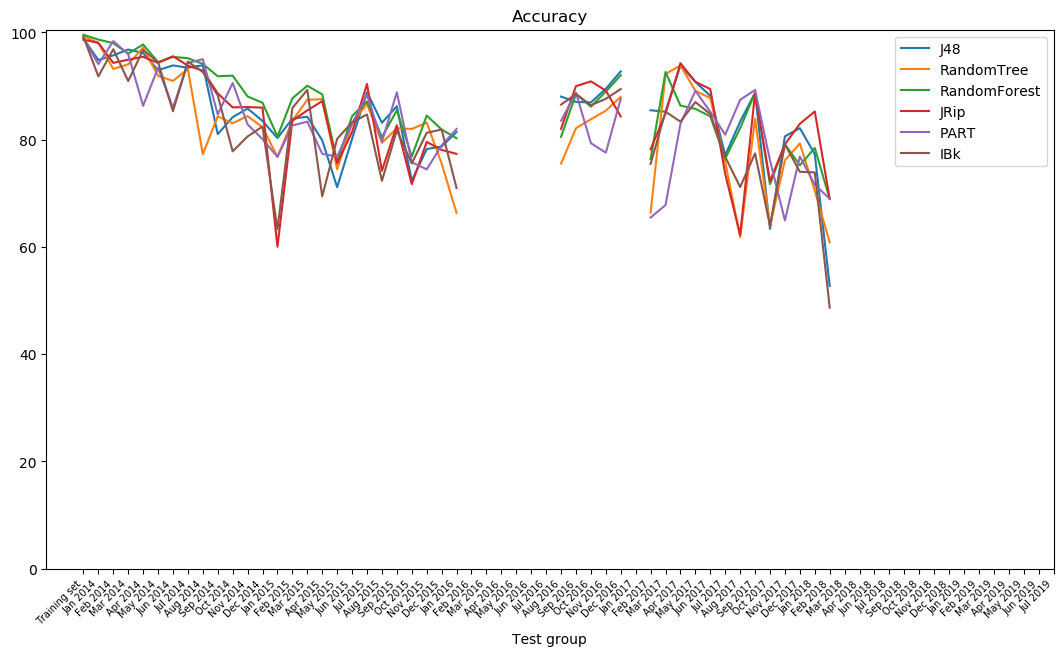 Accuracy
100
80
60
40
20
0
J48
RandomTree
RandomForest
JRip
PART
IBk
Training set
Jan 2014
Feb 2014
Mar 2014
Apr 2014
May 2014
Jun 2014
Jul 2014
Aug 2014
Sep 2014
Oct 2014
Nov 2014
Dec 2014
Jan 2015
Feb 2015
Mar 2015
Apr 2015
May 2015
Jun 2015
Jul 2015
Aug 2015
Sep 2015
Oct 2015
Nov 2015
Dec 2015
Jan 2016
Feb 2016
Mar 2016
Apr 2016
May 2016
Jun 2016
Jul 2016
Aug 2016
Sep 2016
Oct 2016
Nov 2016
Dec 2016
Jan 2017
Feb 2017
Mar 2017
Apr 2017
May 2017
Jun 2017
Jul 2017
Aug 2017
Sep 2017
Oct 2017
Nov 2017
Dec 2017
Jan 2018
Feb 2018
Mar 2018
Apr 2018
Jun 2018
Jul 2018
Sep 2018
Oct 2018
Nov 2018
Dec 2018
Jan 2019
Feb 2019
Mar 2019
Apr 2019
May 2019
Jun 2019
Jul 2019
Test group